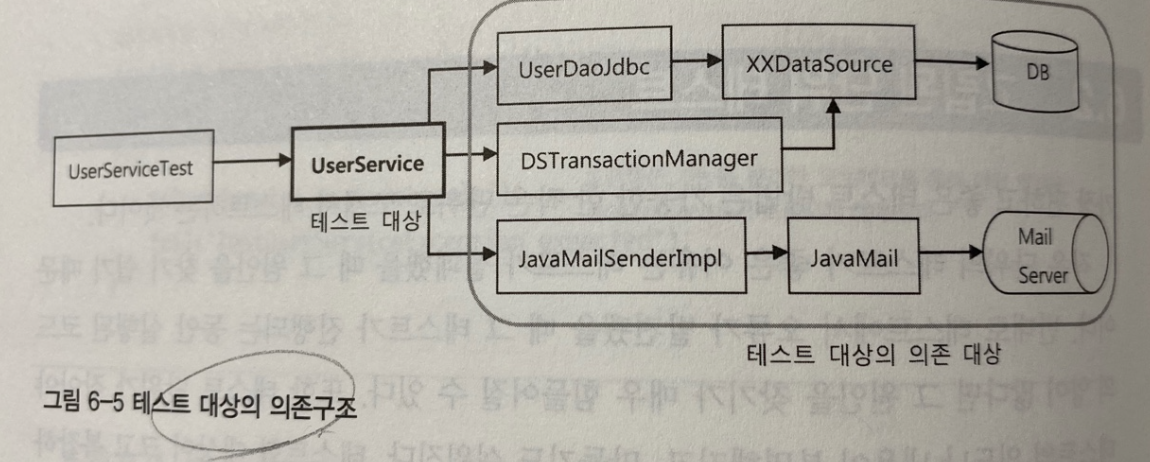 UserDaoJdbc
XXDataSource
DB
UserServiceTest
UserService
테스트 대상
DSTransactionManager
JavaMailSenderImpl
JavaMail
Mail
Server
테스트 대상의 의존 대상
그림 6-5 테스트 대상의 의존구조